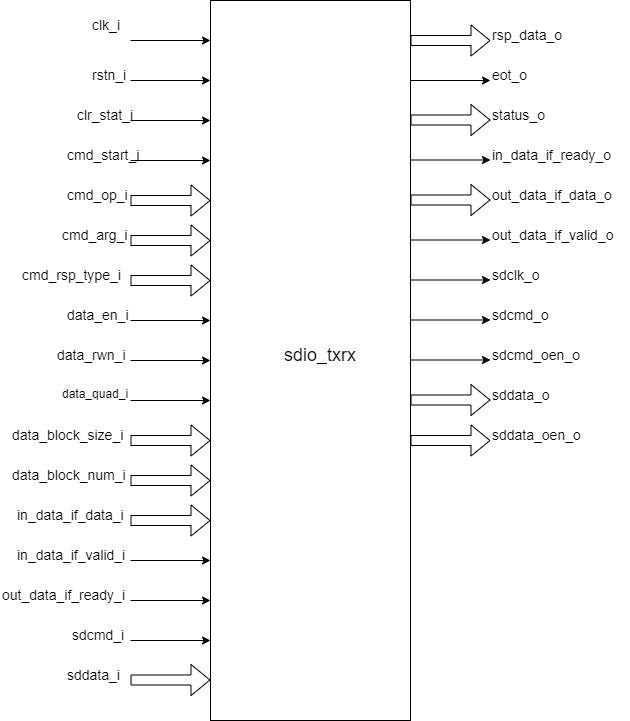 clk_i
rstn_i
clr_stat_i
cmd_start_i
cmd_op_i
cmd_arg_i
cmd_rsp_type_i
data_en_i
data_rwn_i
data_quad_i
data_block_size_i
data_block_num_i
in_data_if_data_i
in_data_if_valid_i
out_data_if_ready_i
sdcmd_i
sddata_i
sdio_txrx
rsp_data_o
eot_o
status_o
in_data_if_ready_o
out_data_if_data_o
out_data_if_valid_o
sdclk_o
sdcmd_o
sdcmd_oen_o
sddata_o
sddata_oen_o